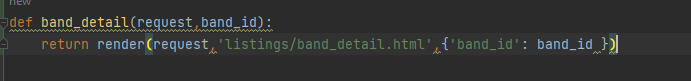 new
def band_detail(request,band_id):
    return render(request,'listings/band_detail.html',{'band_id': band_id })